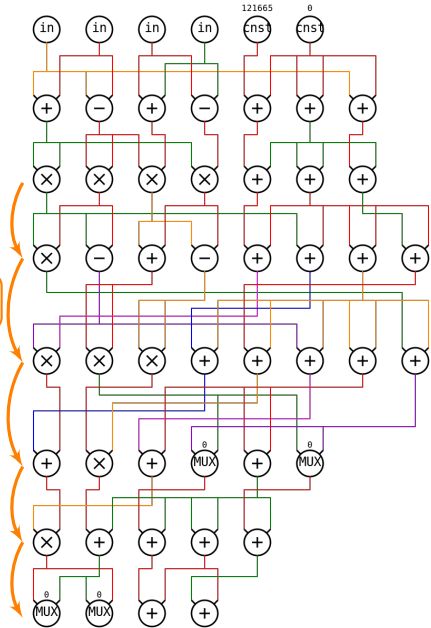 121665 0
in in in in cnst cnst
+ − + − + + +
× × × × + + +
× − + − + + + +
× × × + + + + +
0 0
+ × + MUX + MUX
× + + + +
0 0
MUX MUX + +